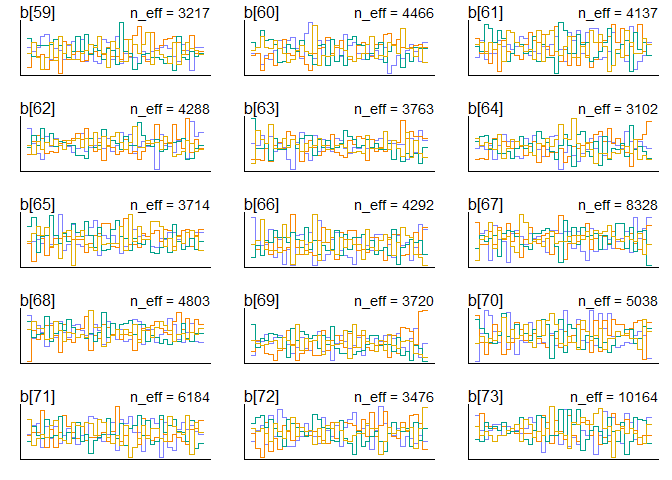 b[59] n_eff = 3217 b[60] n_eff = 4466 b[61] n_eff = 4137
b[62] n_eff = 4288 b[63] n_eff = 3763 b[64] n_eff = 3102
b[65] n_eff = 3714 b[66] n_eff = 4292 b[67] n_eff = 8328
b[68] n_eff = 4803 b[69] n_eff = 3720 b[70] n_eff = 5038
b[71] n_eff = 6184 b[72] n_eff = 3476 b[73] n_eff = 10164